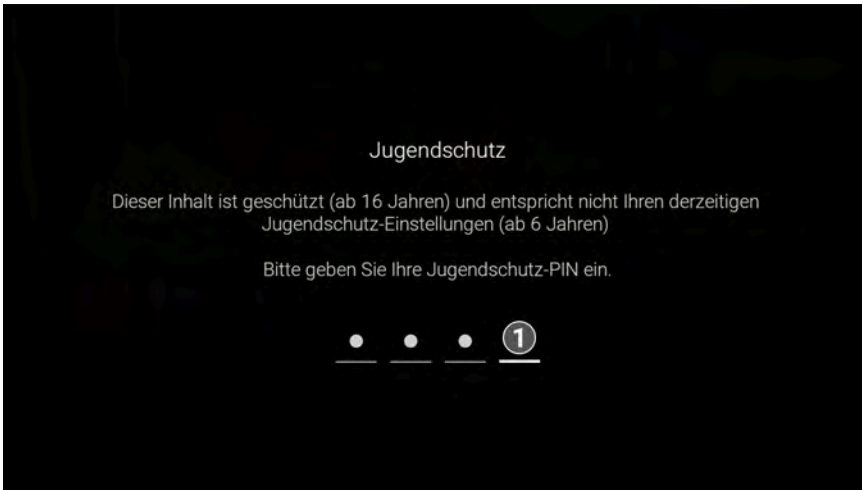 Jugendschutz
Dieser Inhalt ist geschützt (ab 16 Jahren) und entspricht nicht Ihren derzeitigen
Jugendschutz-Einstellungen (ab 6 Jahren)
Bitte geben Sie Ihre Jugendschutz-PIN ein.
1